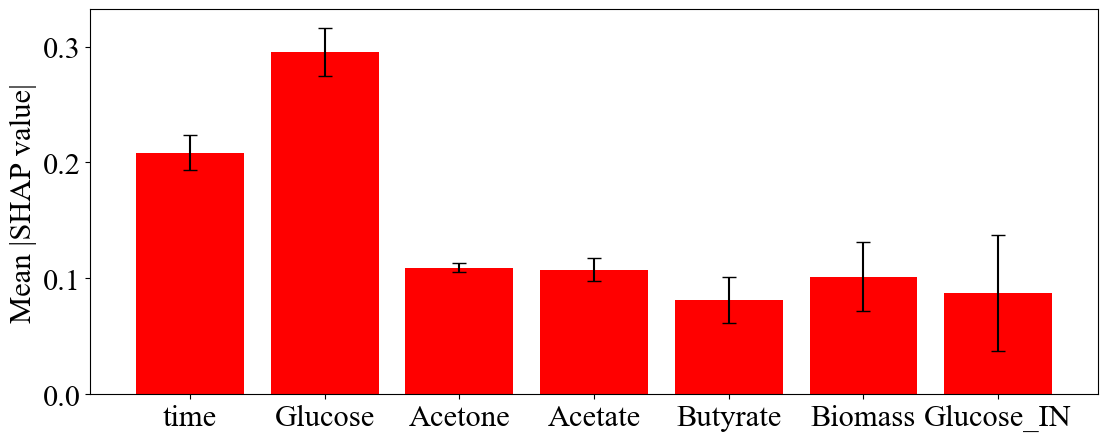 Mean |SHAP value|
0.3
0.2
0.1
0.0
time Glucose Acetone Acetate Butyrate Biomass Glucose_IN